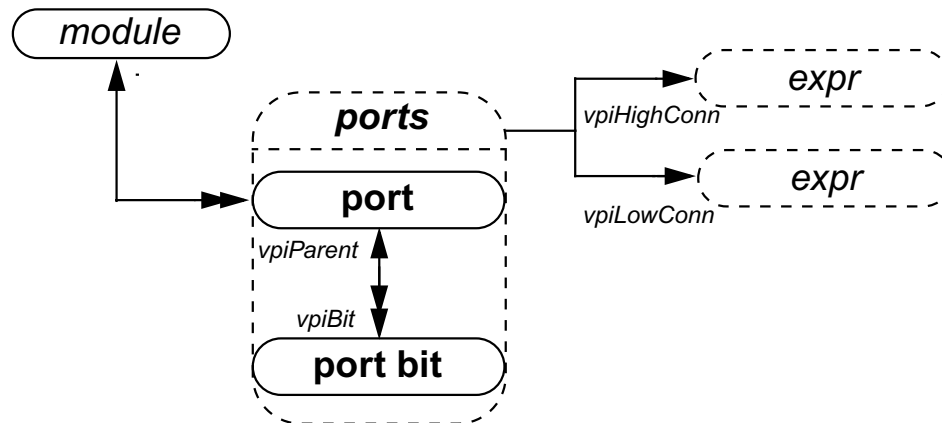 module
expr
vpiHighConn
ports
expr
port
vpiLowConn
vpiParent
vpiBit
port bit